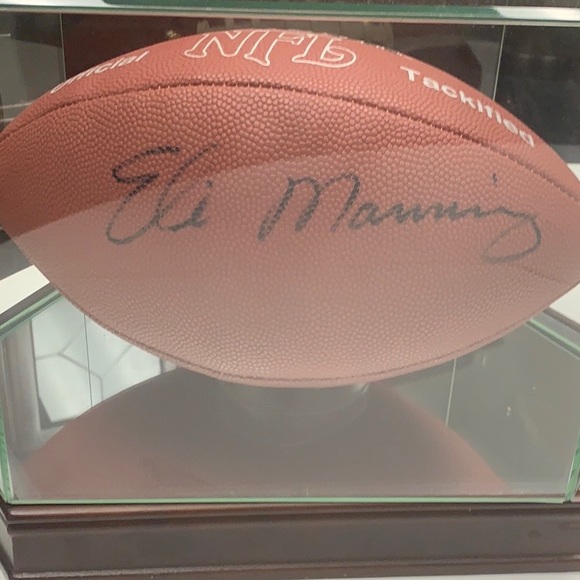 Official NFL Tackified
Eli Manning